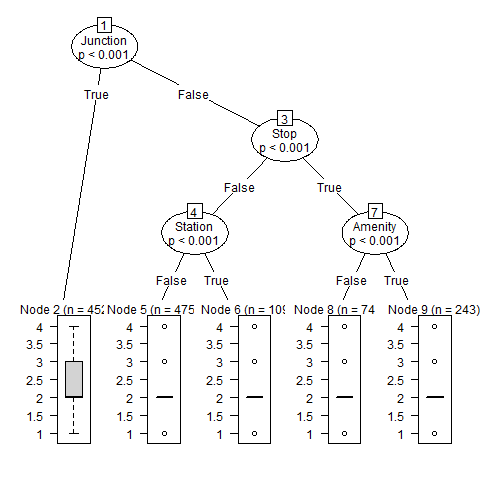 1
Junction
p < 0.001
True
False
3
Stop
p < 0.001
False
True
4
Station
p < 0.001
7
Amenity
p < 0.001
False
True
False
True
Node 2 (n = 452
Node 5 (n = 475
Node 6 (n = 109
Node 8 (n = 74
Node 9 (n = 243)
4
3.5
3
2.5
2
1.5
1
4
3.5
3
2.5
2
1.5
1
4
3.5
3
2.5
2
1.5
1
4
3.5
3
2.5
2
1.5
1
4
3.5
3
2.5
2
1.5
1